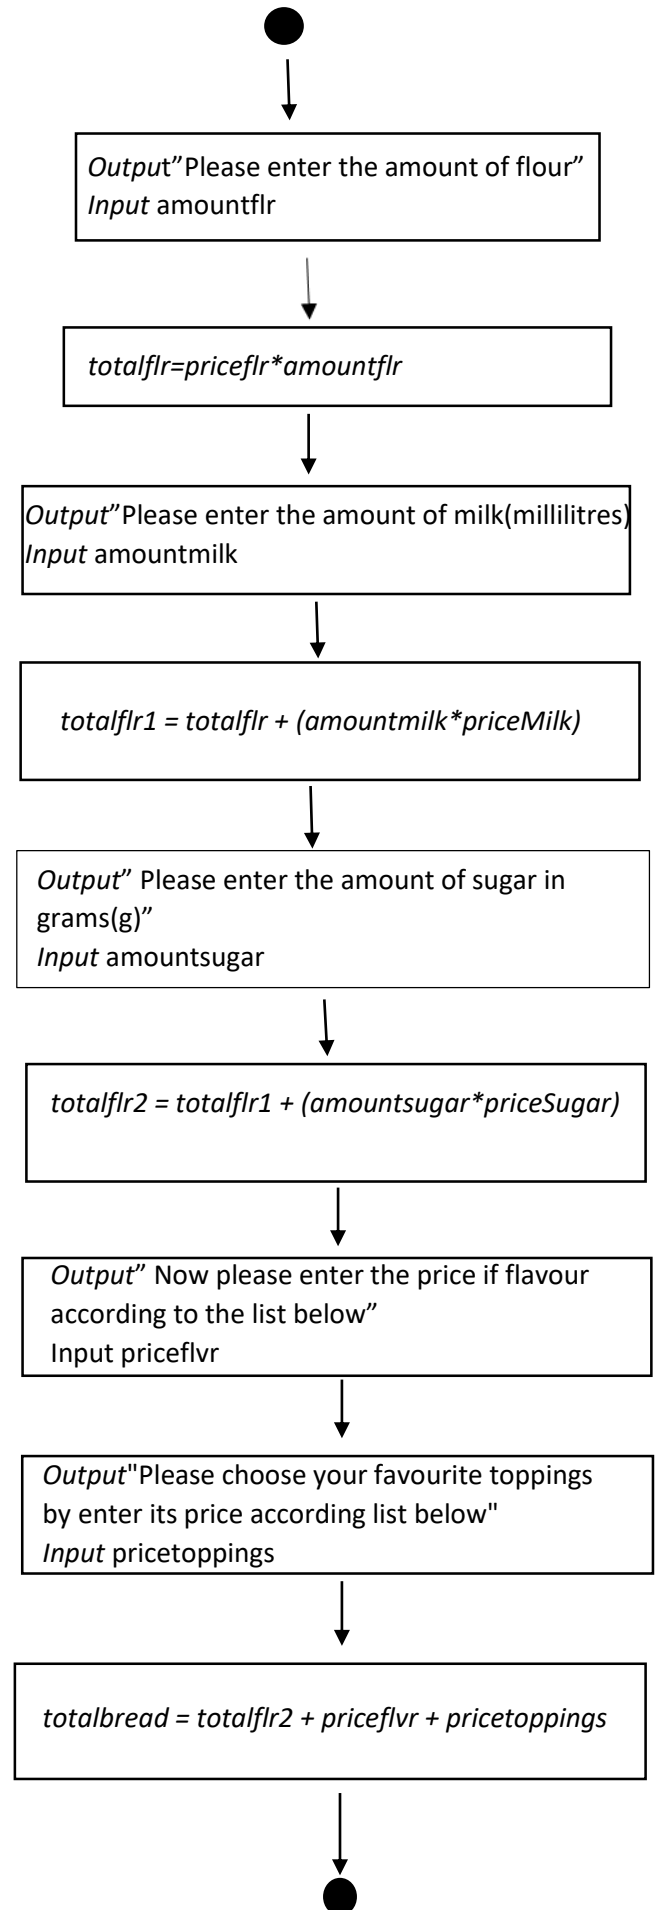 Output”Please enter the amount of flour”
Input amountflr
totalflr=priceflr*amountflr
Output”Please enter the amount of milk(millilitres)
Input amountmilk
totalflr1 = totalflr + (amountmilk*priceMilk)
Output” Please enter the amount of sugar in
grams(g)”
Input amountsugar
totalflr2 = totalflr1 + (amountsugar*priceSugar)
Output” Now please enter the price if flavour
according to the list below”
Input priceflvr
Output"Please choose your favourite toppings
by enter its price according list below"
Input pricetoppings
totalbread = totalflr2 + priceflvr + pricetoppings